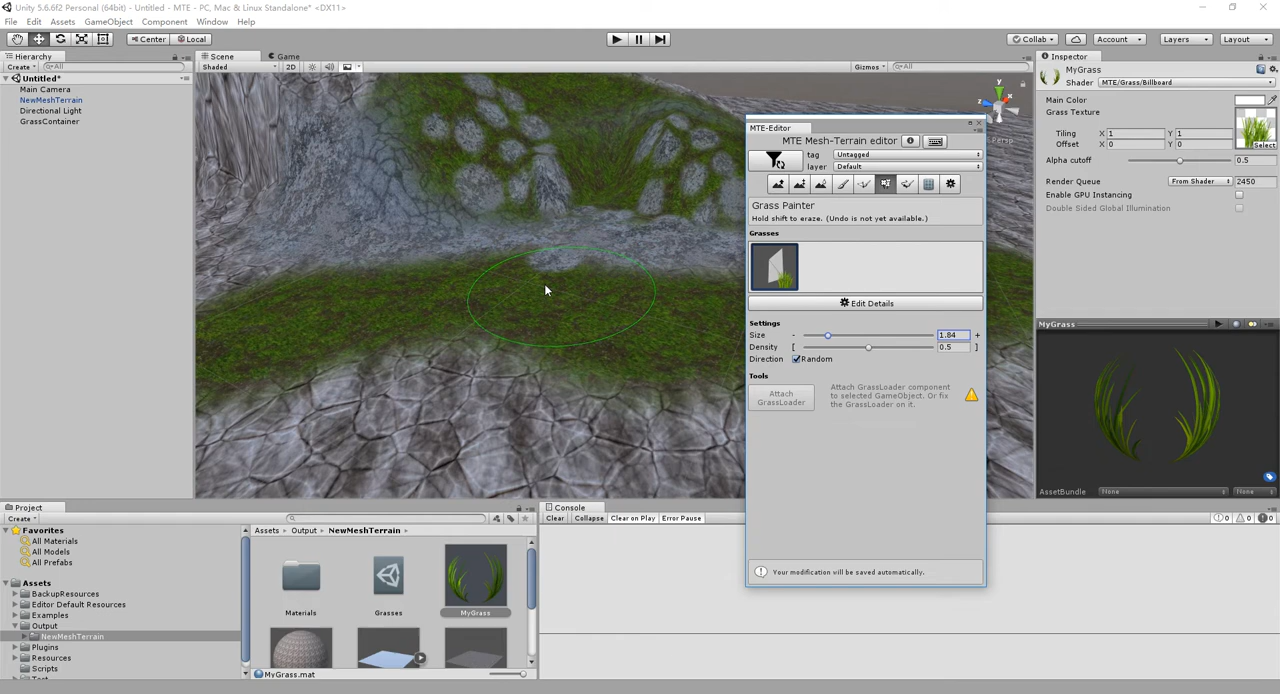 Unity 5.6.6f2 Personal (64bit) - Untitled - MTE - PC, Mac & Linux Standalone* <DX11>
File Edit Assets GameObject Component Window Help
Center Local
Collab Account Layers Layout
Hierarchy
Create All
Untitled*
Main Camera
NewMeshTerrain
Directional Light
GrassContainer
Scene Game
Shaded 2D Gizmos All
y
x
z
Persp
MTE-Editor
MTE Mesh-Terrain editor
tag Untagged
layer Default
Grass Painter
Hold shift to erase. (Undo is not yet available.)
Grasses
Edit Details
Settings
Size - 1.84 +
Density [ 0.5 ]
Direction Random
Tools
Attach
GrassLoader
Attach GrassLoader component
to selected GameObject. Or fix
the GrassLoader on it.
Your modification will be saved automatically.
Inspector
MyGrass
Shader MTE/Grass/Billboard
Main Color
Grass Texture
Tiling X 1 Y 1
Offset X 0 Y 0
Select
Alpha cutoff 0.5
Render Queue From Shader 2450
Enable GPU Instancing
Double Sided Global Illumination
MyGrass
AssetBundle None None
Project
Create
Favorites
All Materials
All Models
All Prefabs
Assets
BackupResources
Editor Default Resources
Examples
Output
NewMeshTerrain
Plugins
Resources
Scripts
Assets Output NewMeshTerrain
Materials Grasses MyGrass
MyGrass.mat
Console
Clear Collapse Clear on Play Error Pause
0 0 0